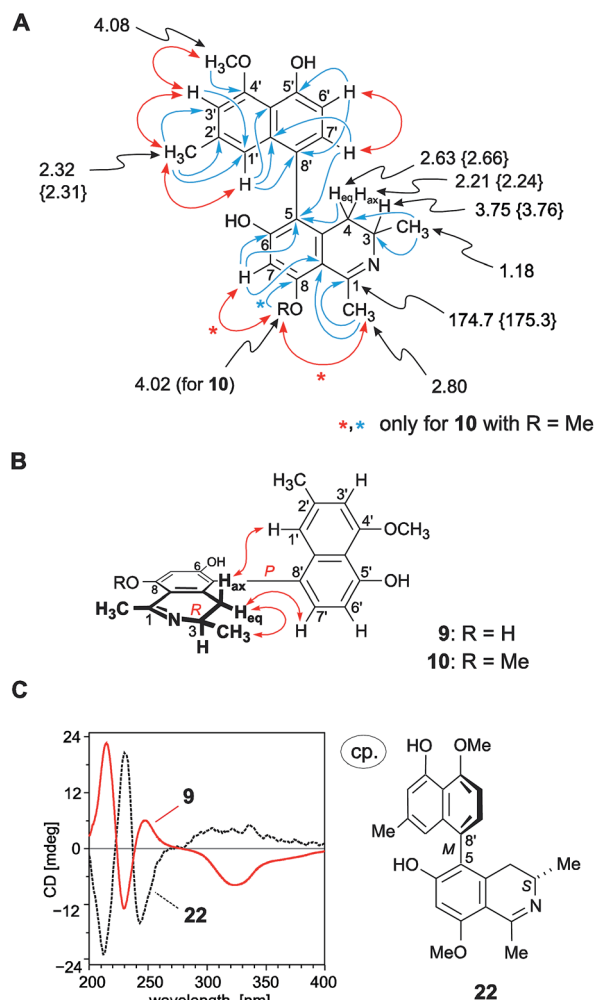 A
4.08
H₃CO OH
4' 5'
H 6' H
3'
2' 7'
H₃C 1' 8' H
2.32
{2.31}
H
2.63 {2.66}
2.21 {2.24}
HeqHax
H
3.75 {3.76}
HO 5
6 4 3 CH₃
7 N
H 8 1
1.18
*
RO
CH₃
174.7 {175.3}
*
4.02 (for 10)
*
2.80
*,* only for 10 with R = Me
B
H₃C H
2' 3'
H 1' 4' OCH₃
6 OH
RO 8 Hax P 8' 5' OH
R
H₃C 1 N 3 Heq
CH₃
H
7' 6'
H H
9: R = H
10: R = Me
C
24
12
0
−12
−24
CD [mdeg]
9
22
200 250 300 350 400
wavelength [nm]
cp.
HO OMe
Me
8'
M
5
HO
S
Me
N
MeO Me
22